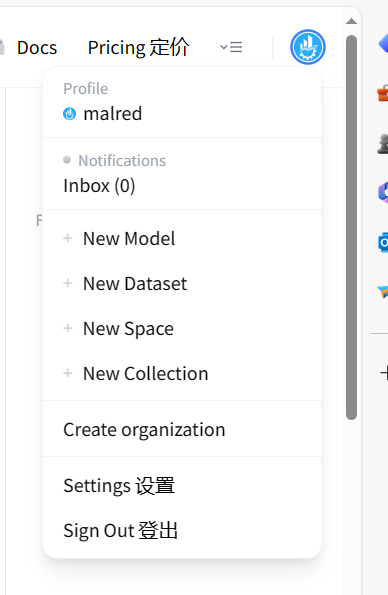 Docs Pricing 定价
Profile
malred
Notifications
Inbox (0)
+ New Model
+ New Dataset
+ New Space
+ New Collection
Create organization
Settings 设置
Sign Out 登出